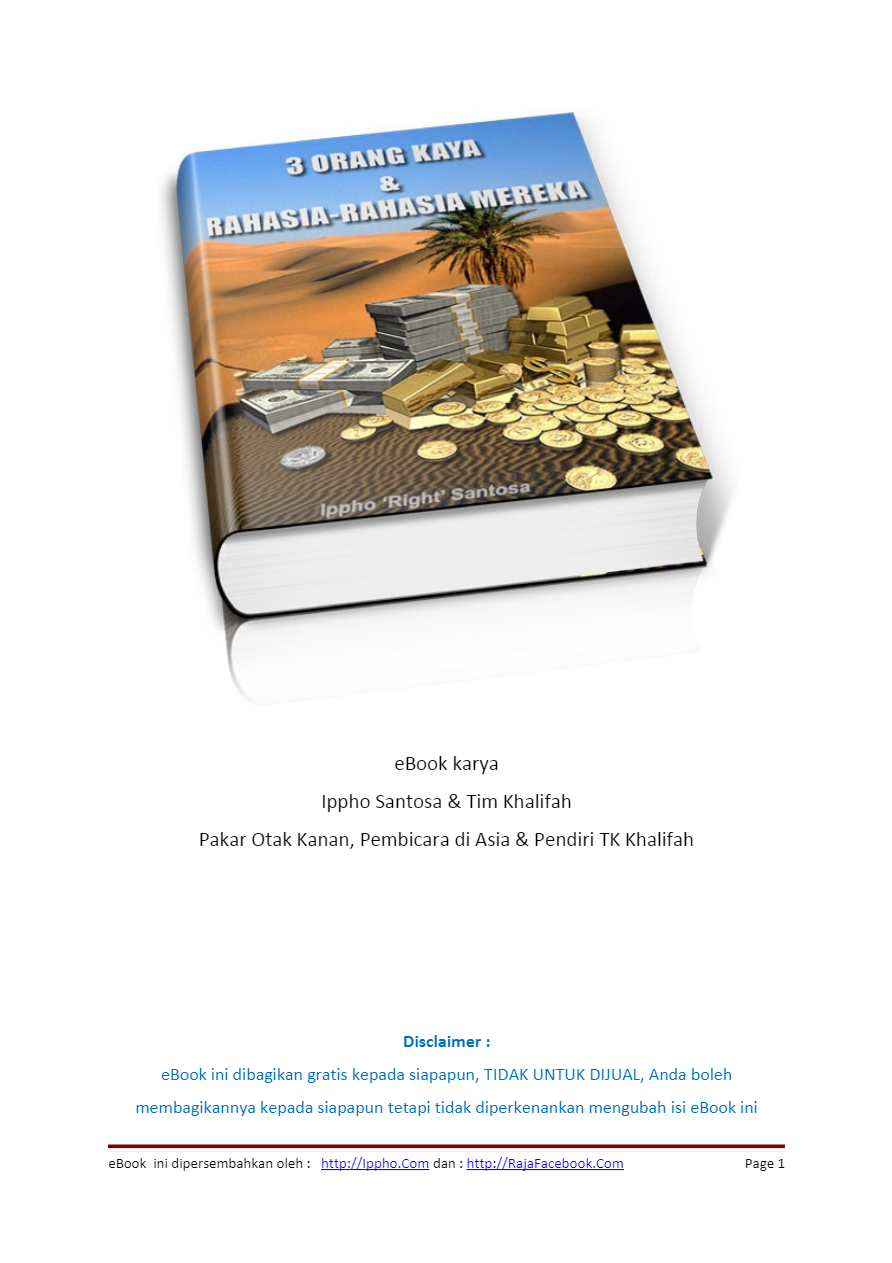 3 ORANG KAYA
&
RAHASIA-RAHASIA MEREKA
Ippho 'Right' Santosa
eBook karya
Ippho Santosa & Tim Khalifah
Pakar Otak Kanan, Pembicara di Asia & Pendiri TK Khalifah
Disclaimer :
eBook ini dibagikan gratis kepada siapapun, TIDAK UNTUK DIJUAL, Anda boleh
membagikannya kepada siapapun tetapi tidak diperkenankan mengubah isi eBook ini
eBook ini dipersembahkan oleh : http://Ippho.Com dan : http://RajaFacebook.Com Page 1